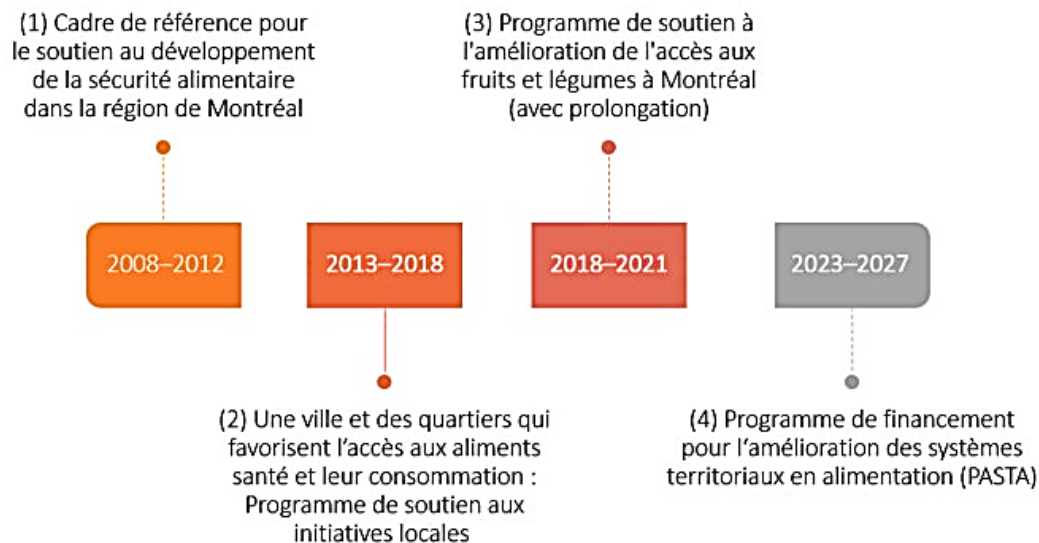 (1) Cadre de référence pour
le soutien au développement
de la sécurité alimentaire
dans la région de Montréal
(3) Programme de soutien à
l'amélioration de l'accès aux
fruits et légumes à Montréal
(avec prolongation)
2008–2012
2013–2018
2018–2021
2023–2027
(2) Une ville et des quartiers qui
favorisent l’accès aux aliments
santé et leur consommation :
Programme de soutien aux
initiatives locales
(4) Programme de financement
pour l‘amélioration des systèmes
territoriaux en alimentation (PASTA)